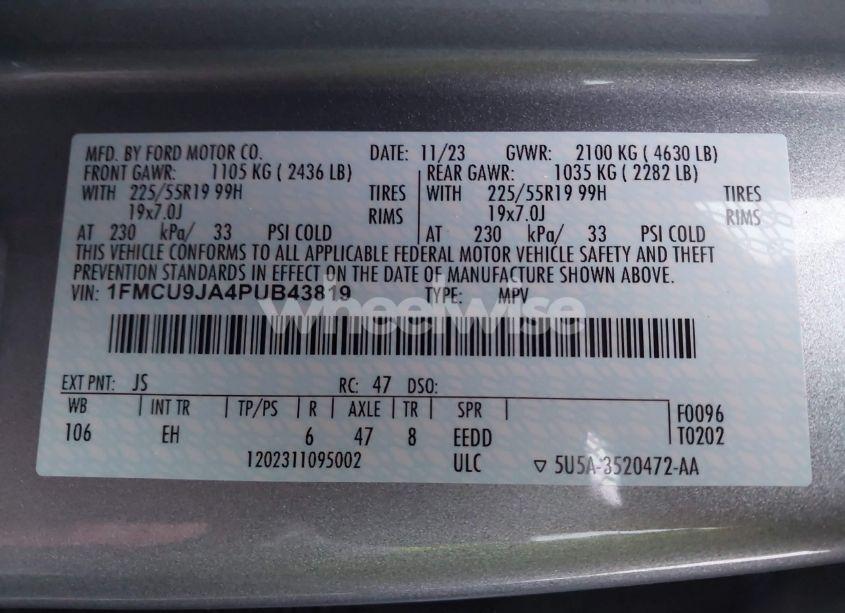 MFD. BY FORD MOTOR CO. DATE: 11/23 GVWR: 2100 KG ( 4630 LB)
FRONT GAWR: 1105 KG ( 2436 LB) REAR GAWR: 1035 KG ( 2282 LB)
WITH 225/55R19 99H TIRES WITH 225/55R19 99H TIRES
19x7.0J RIMS 19x7.0J RIMS
AT 230 kPa/ 33 PSI COLD AT 230 kPa/ 33 PSI COLD
THIS VEHICLE CONFORMS TO ALL APPLICABLE FEDERAL MOTOR VEHICLE SAFETY AND THEFT
PREVENTION STANDARDS IN EFFECT ON THE DATE OF MANUFACTURE SHOWN ABOVE.
VIN: 1FMCU9JA4PUB43819 TYPE: MPV
wheelwise
EXT PNT: JS RC: 47 DSO:
WB INT TR TP/PS R AXLE TR SPR F0096
106 EH 6 47 8 EEDD T0202
1202311095002 ULC ▽ 5U5A-3520472-AA